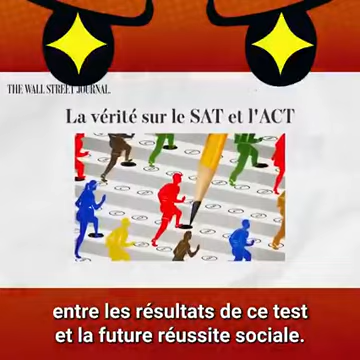 THE WALL STREET JOURNAL.
La vérité sur le SAT et l'ACT
entre les résultats de ce test
et la future réussite sociale.